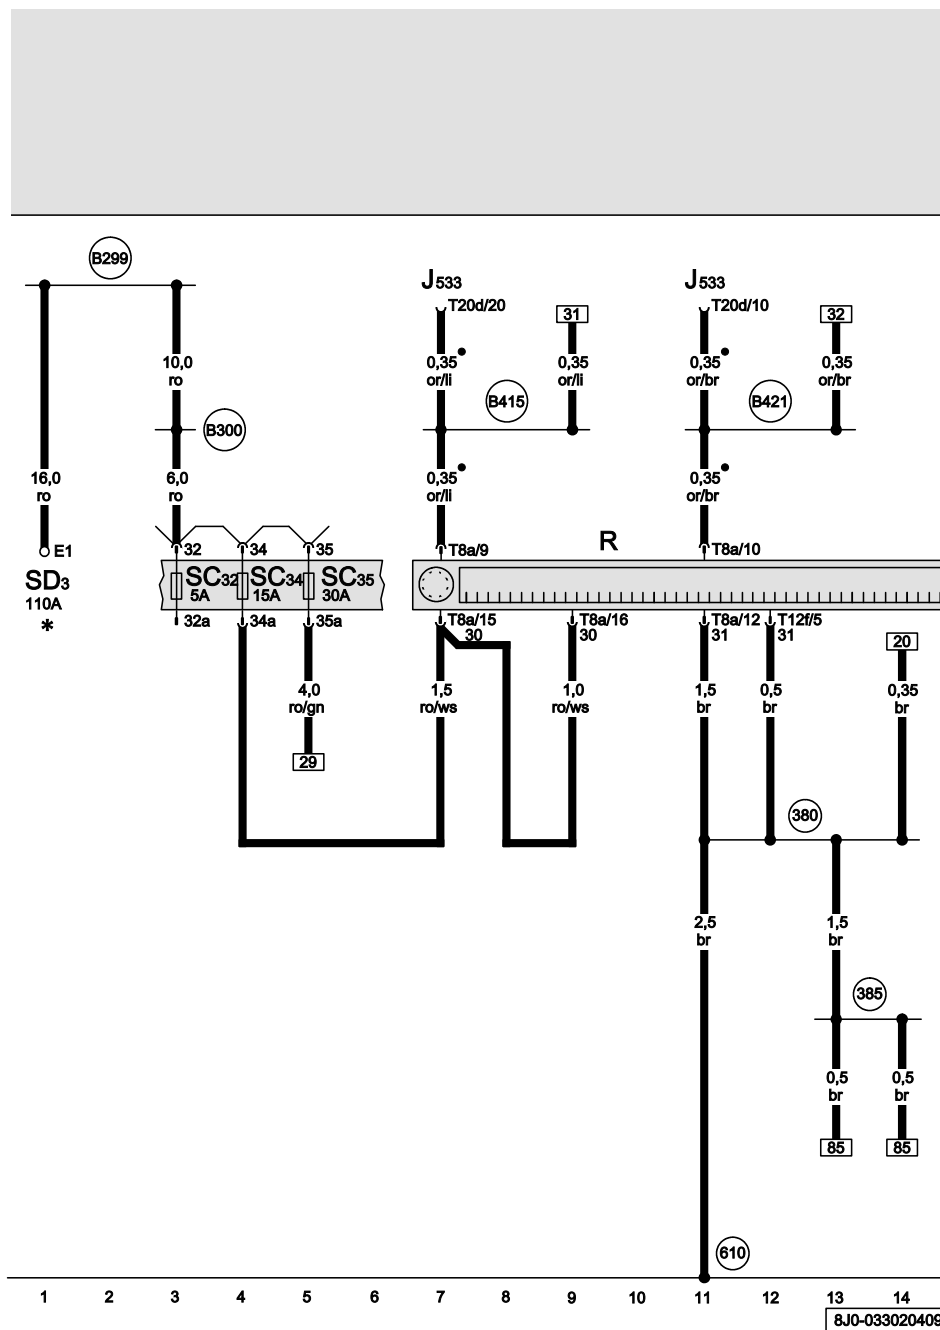 B299
J533
J533
T20d/20
T20d/10
31
32
10,0
ro
0,35
or/li
0,35
or/li
0,35
or/br
0,35
or/br
B415
B421
B300
16,0
ro
6,0
ro
0,35
or/li
0,35
or/br
E1
32
34
35
T8a/9
R
T8a/10
SD3
110A
*
SC32
5A
SC34
15A
SC35
30A
32a
34a
35a
T8a/15
30
T8a/16
30
T8a/12
31
T12f/5
31
20
4,0
ro/gn
1,5
ro/ws
1,0
ro/ws
1,5
br
0,5
br
0,35
br
29
380
2,5
br
1,5
br
385
0,5
br
0,5
br
85
85
610
1 2 3 4 5 6 7 8 9 10 11 12 13 14
8J0-033020409